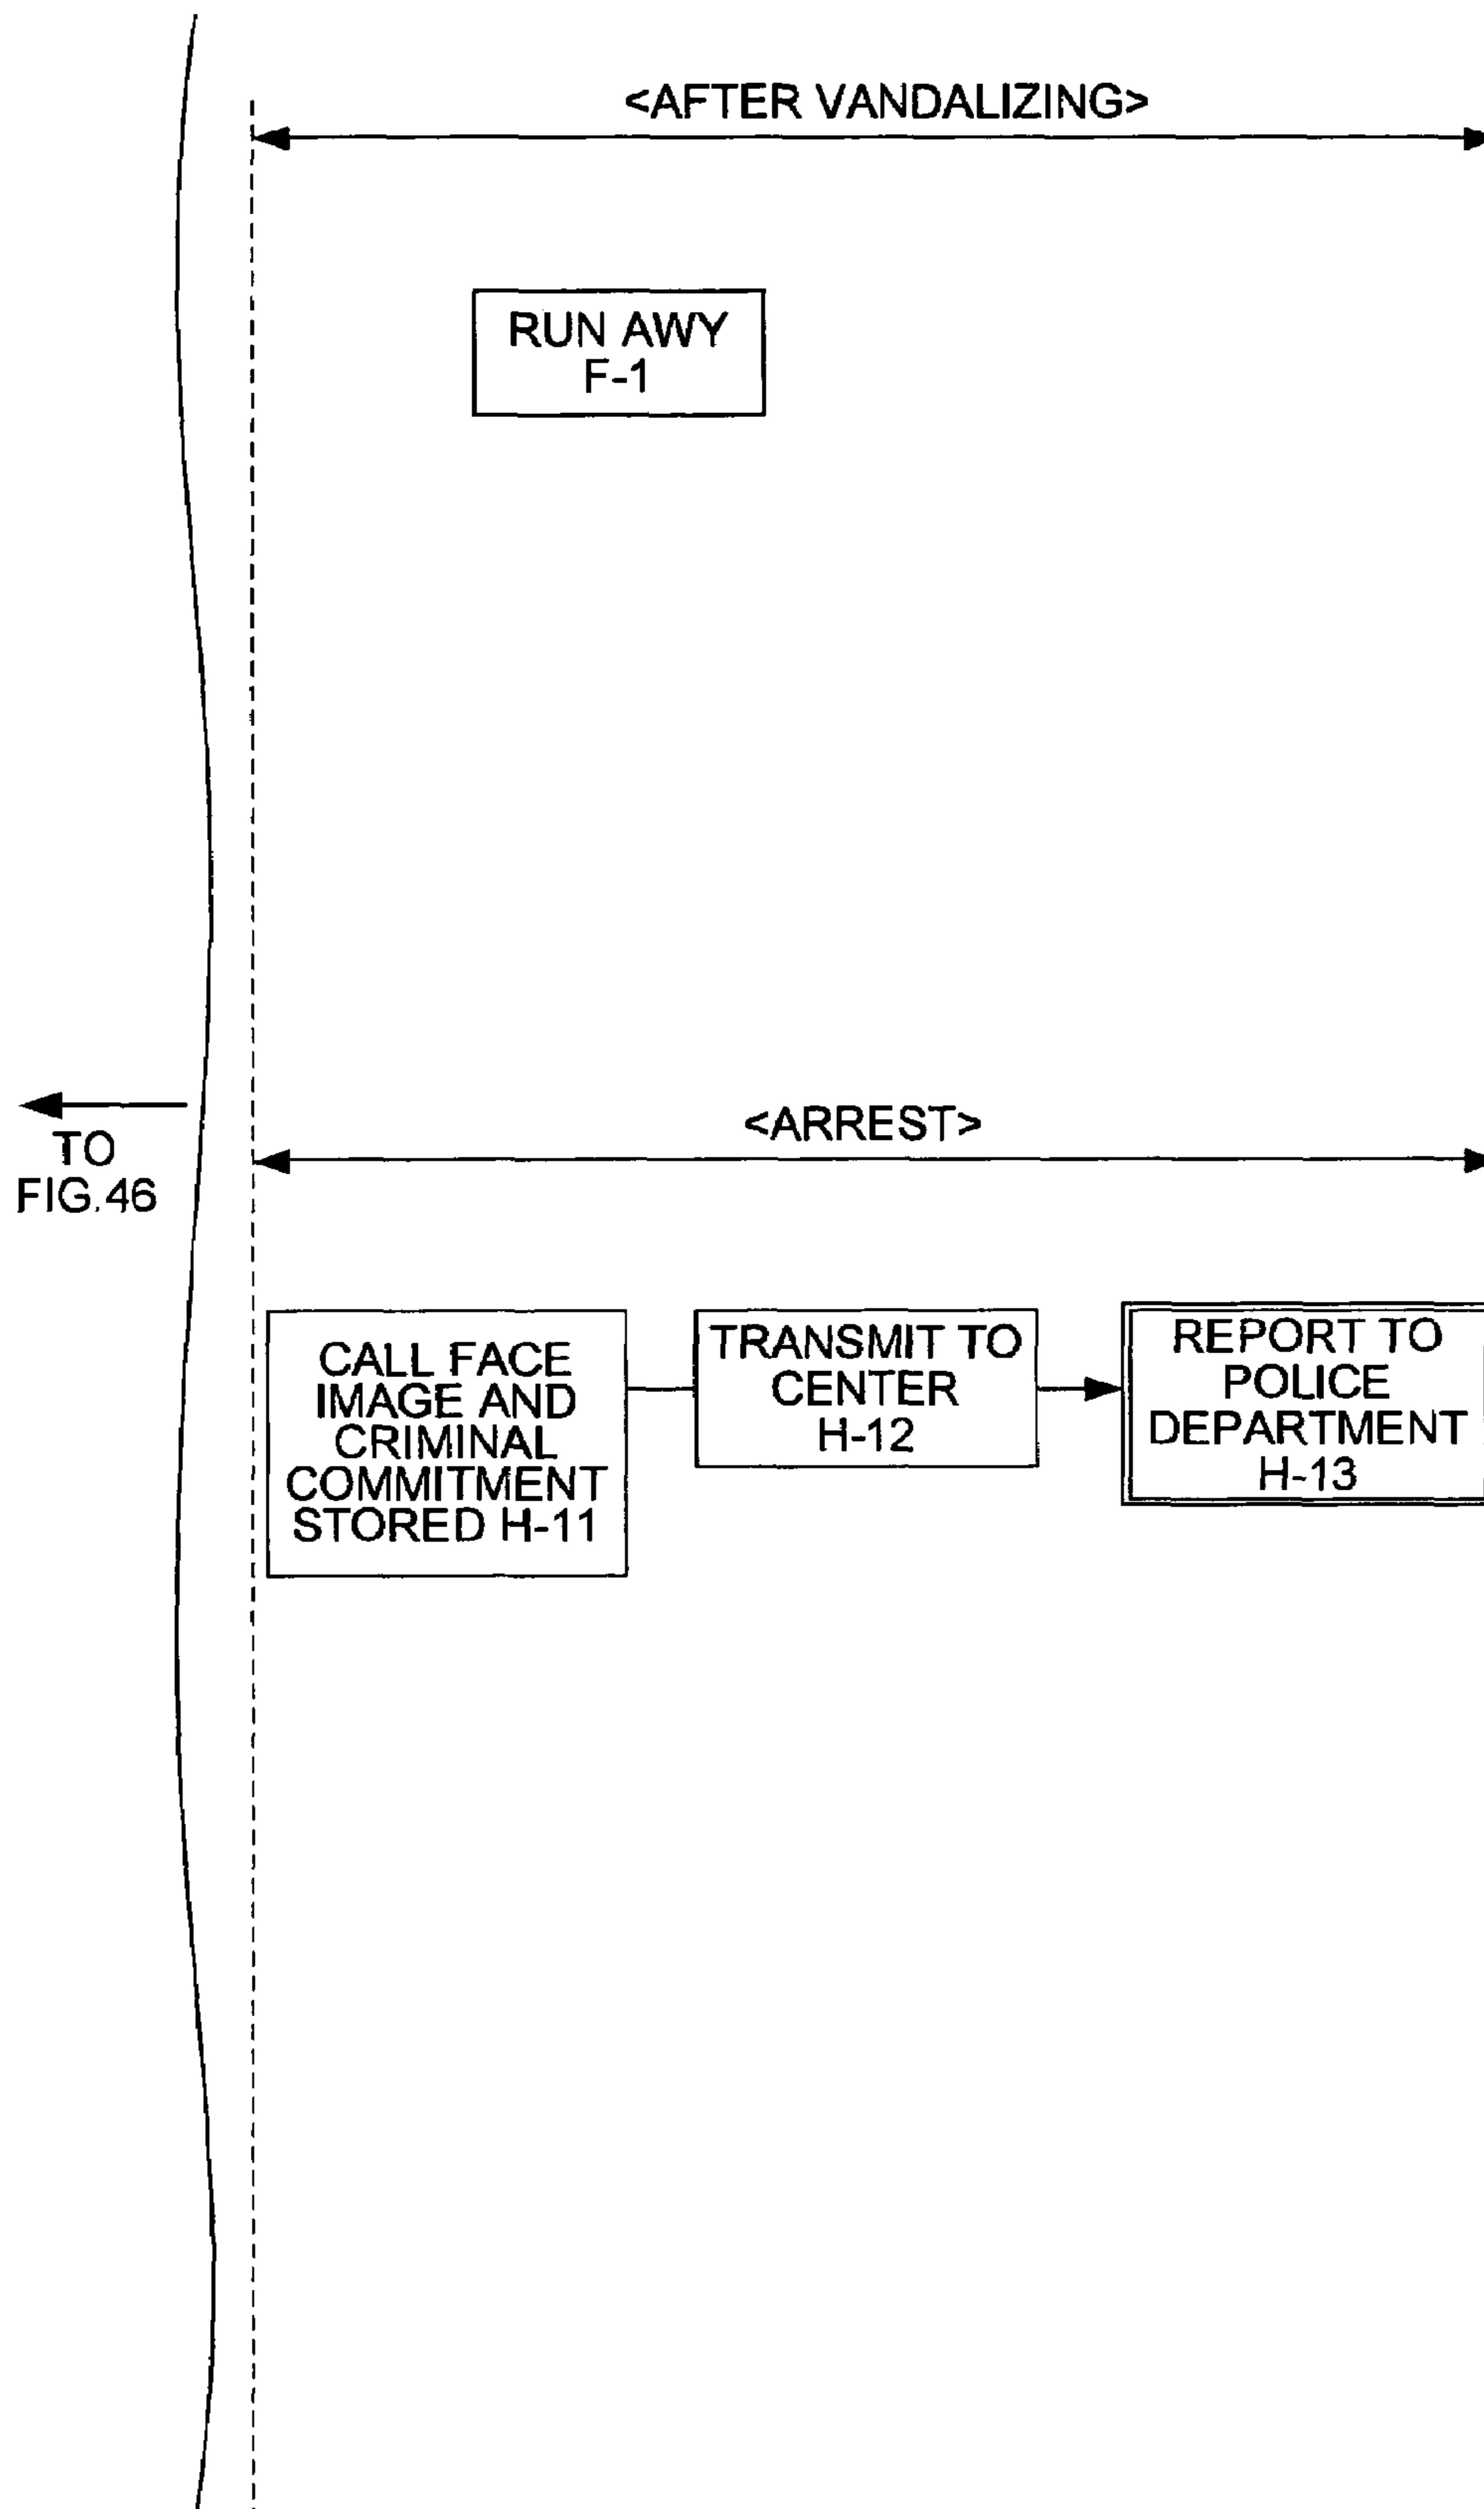 <AFTER VANDALIZING>
RUN AWY
F-1
<ARREST>
TO
FIG.46
CALL FACE
IMAGE AND
CRIMINAL
COMMITMENT
STORED H-11
TRANSMIT TO
CENTER
H-12
REPORT TO
POLICE
DEPARTMENT
H-13